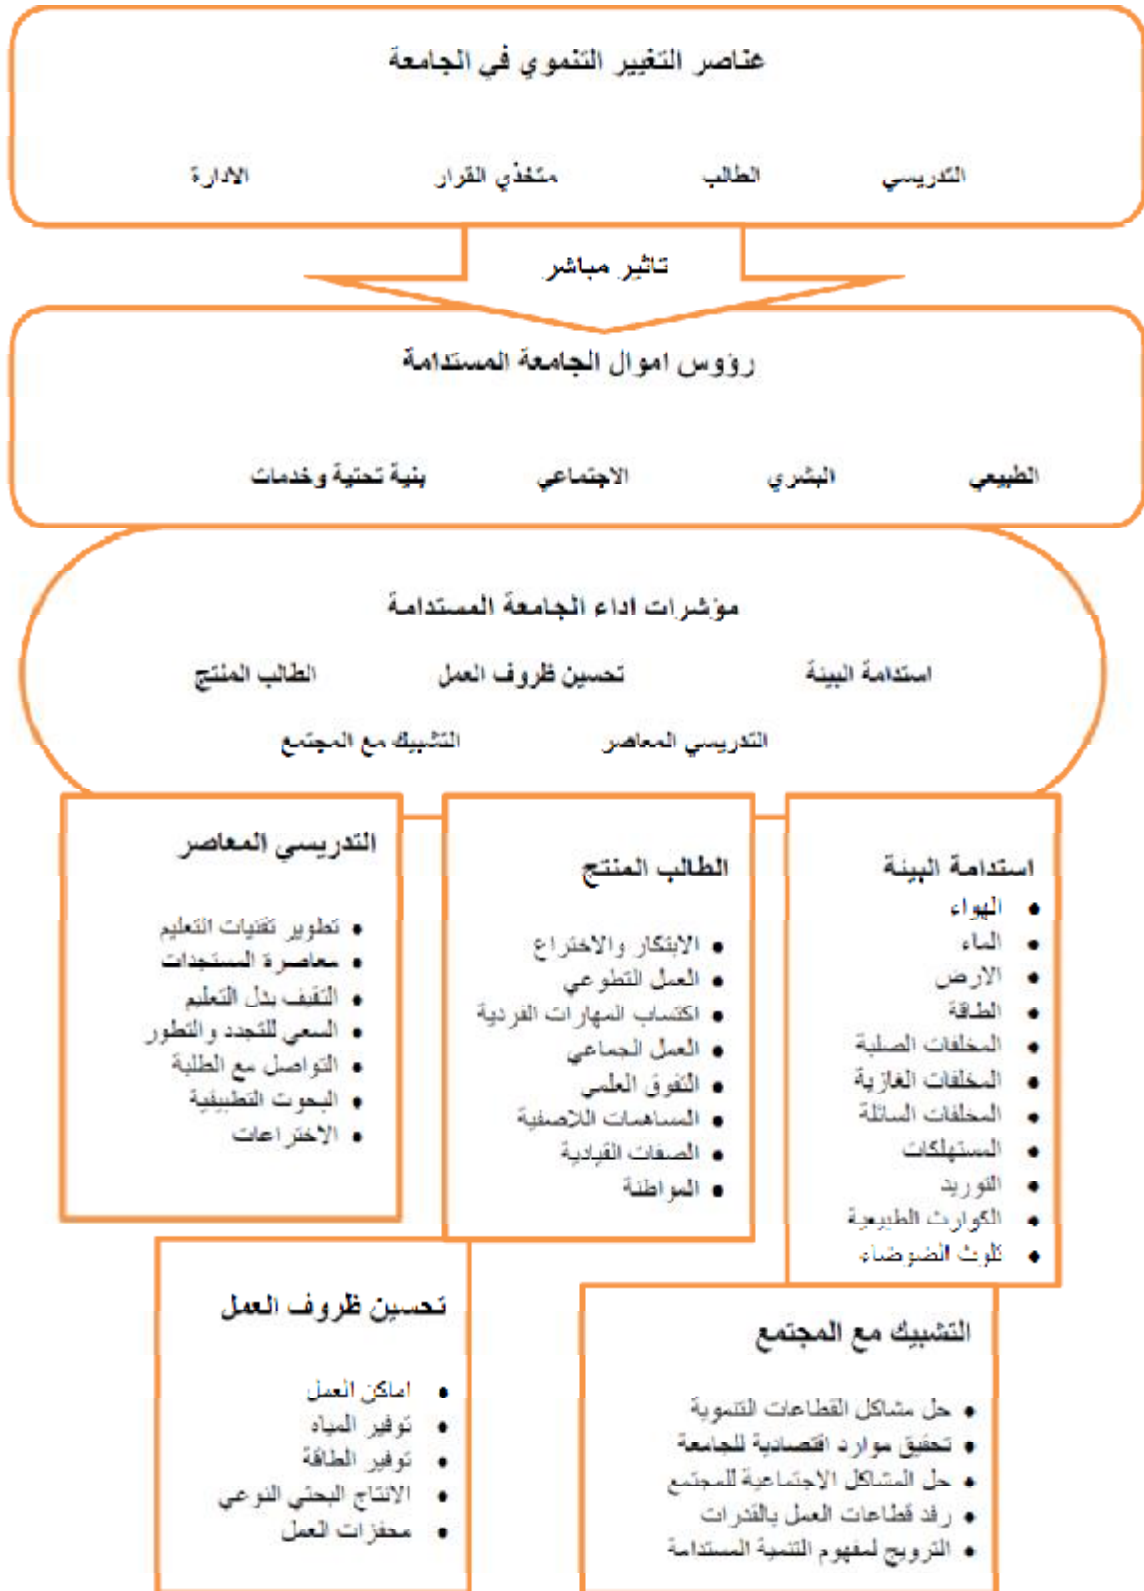 عناصر التغيير التنموي في الجامعة
التدريسي الطالب متخذي القرار الادارة
تاثير مباشر
رؤوس اموال الجامعة المستدامة
الطبيعي البشري الاجتماعي بنية تحتية وخدمات
مؤشرات اداء الجامعة المستدامة
استدامة البيئة تحسين ظروف العمل الطالب المنتج
التدريسي المعاصر التشبيك مع المجتمع
استدامة البيئة
• الهواء
• الماء
• الارض
• الطاقة
• المخلفات الصلبة
• المخلفات الغازية
• المخلفات السائلة
• المستهلكات
• التوريد
• الكوارث الطبيعية
• تلوث الضوضاء
الطالب المنتج
• الابتكار والاختراع
• العمل التطوعي
• اكتساب المهارات الفردية
• العمل الجماعي
• التفوق العلمي
• المساهمات اللاصفية
• الصفات القيادية
• المواطنة
التدريسي المعاصر
• تطوير تقنيات التعليم
• معاصرة المستجدات
• التقيف بدل التعليم
• السعي للتجدد والتطور
• التواصل مع الطلبة
• البحوث التطبيقية
• الاختراعات
التشبيك مع المجتمع
• حل مشاكل القطاعات التنموية
• تحقيق موارد اقتصادية للجامعة
• حل المشاكل الاجتماعية للمجتمع
• رفد قطاعات العمل بالقدرات
• الترويج لمفهوم التنمية المستدامة
تحسين ظروف العمل
• اماكن العمل
• توفير المياه
• توفير الطاقة
• الانتاج البحثي النوعي
• محفزات العمل